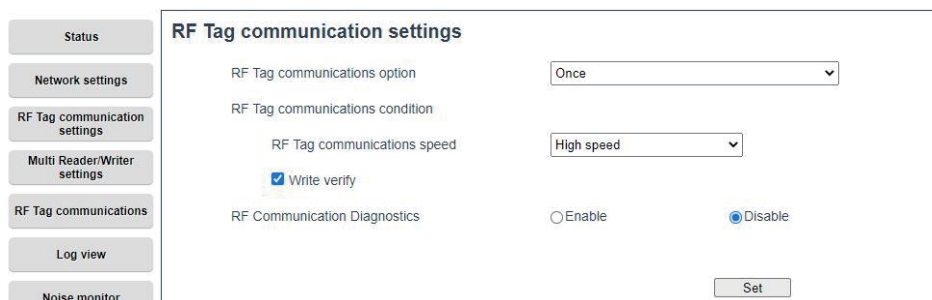 Status
Network settings
RF Tag communication
settings
Multi Reader/Writer
settings
RF Tag communications
Log view
Noise monitor
RF Tag communication settings
RF Tag communications option
Once
RF Tag communications condition
RF Tag communications speed
High speed
Write verify
RF Communication Diagnostics
Enable
Disable
Set